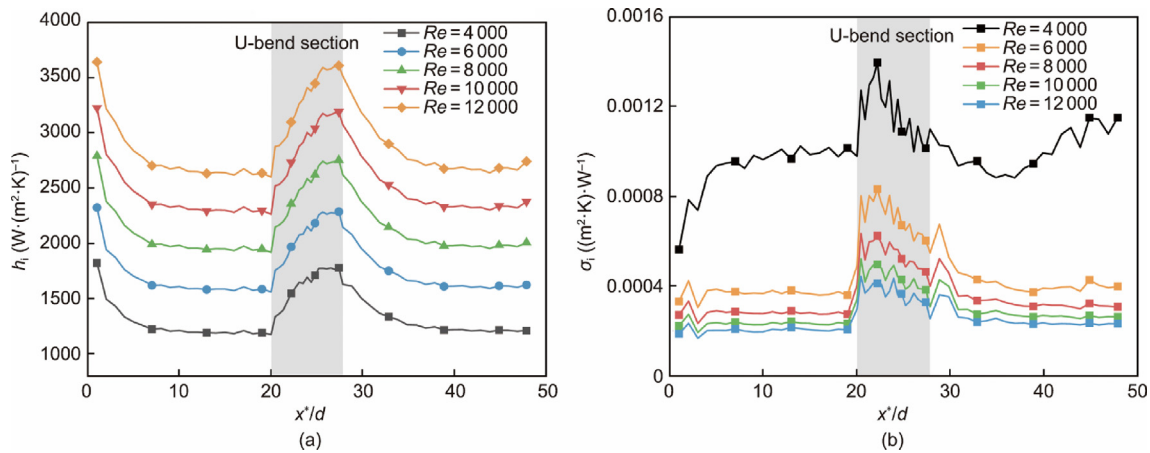 (a)
4000
3500
3000
2500
2000
1500
1000
hᵢ (W·(m²·K)⁻¹)
U-bend section
Re = 4 000
Re = 6 000
Re = 8 000
Re = 10 000
Re = 12 000
0 10 20 30 40 50
x*/d
(a)
(b)
0.0016
0.0012
0.0008
0.0004
0
σᵢ ((m²·K)·W⁻¹)
U-bend section
Re = 4 000
Re = 6 000
Re = 8 000
Re = 10 000
Re = 12 000
0 10 20 30 40 50
x*/d
(b)